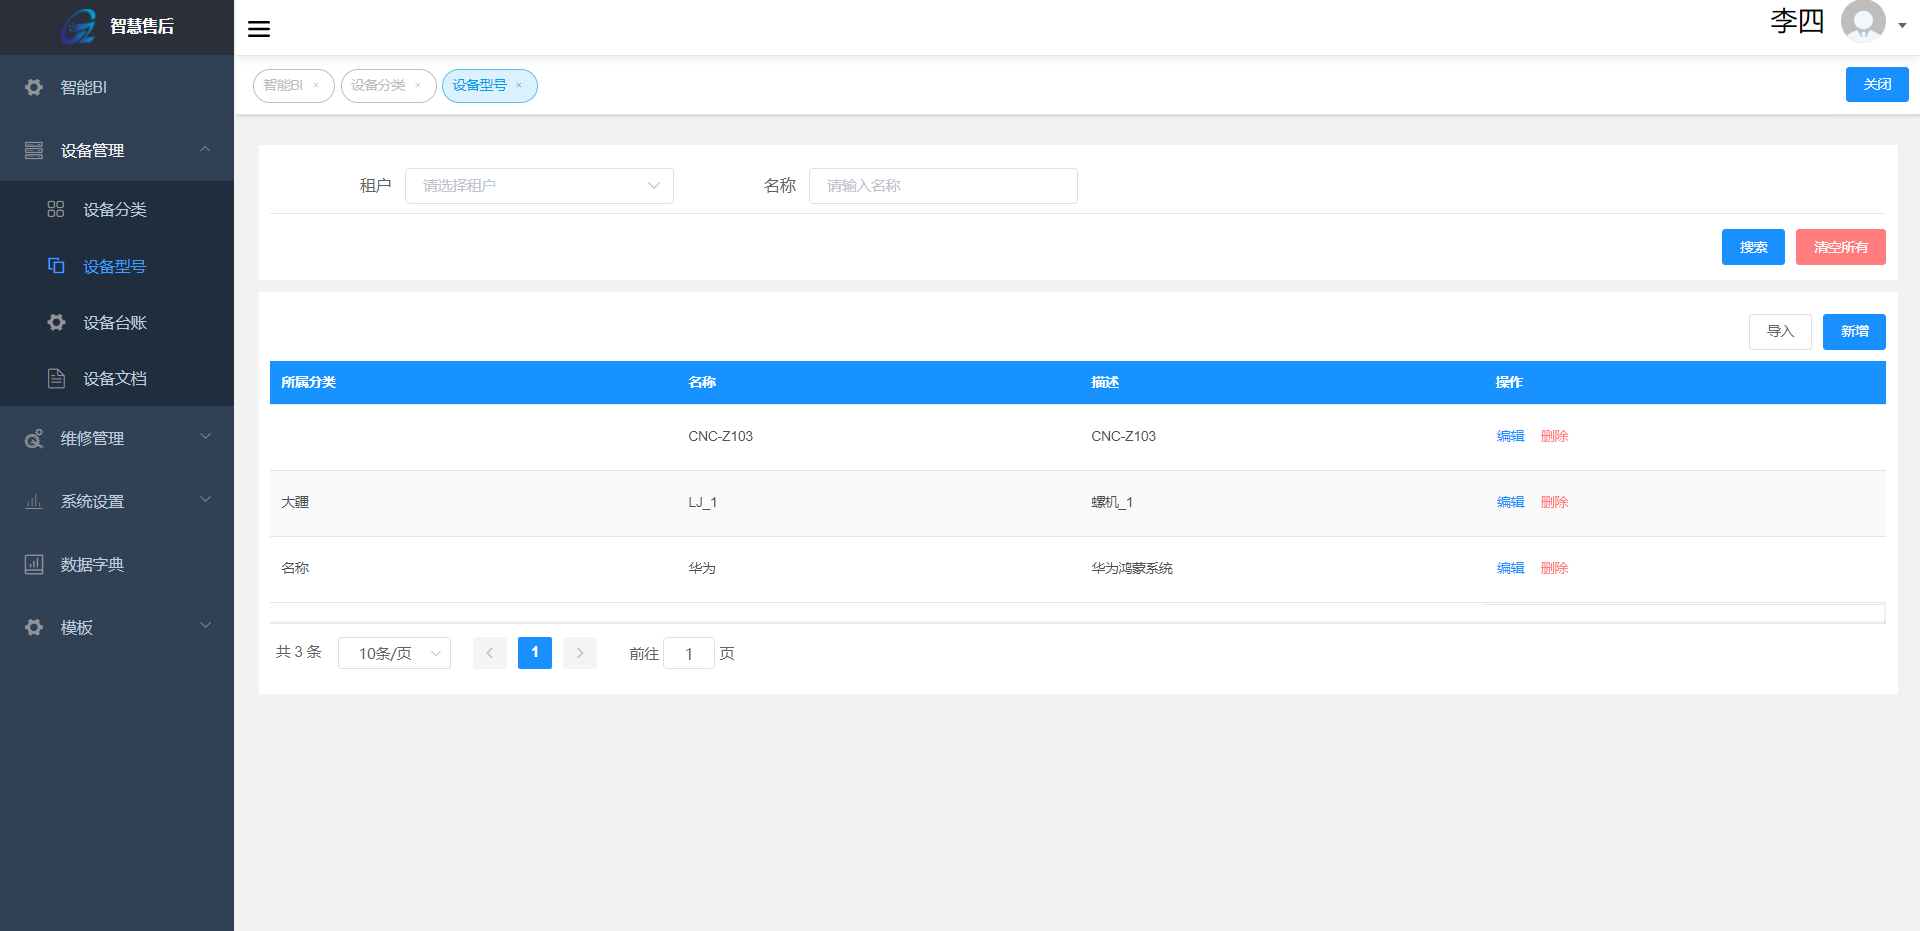 智慧售后
李四
智能BI
设备管理
设备分类
设备型号
设备台账
设备文档
维修管理
系统设置
数据字典
模板
智能BI × 设备分类 × 设备型号 × 关闭
租户 请选择租户 名称 请输入名称
搜索 清空所有
导入 新增
所属分类 名称 描述 操作
CNC-Z103 CNC-Z103 编辑 删除
大疆 LJ_1 螺机_1 编辑 删除
名称 华为 华为鸿蒙系统 编辑 删除
共 3 条 10条/页 1 前往 1 页